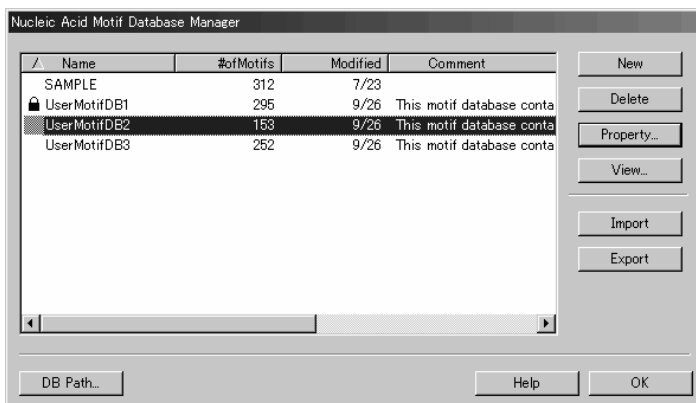 Nucleic Acid Motif Database Manager
Name #ofMotifs Modified Comment
SAMPLE 312 7/23
UserMotifDB1 295 9/26 This motif database conta
UserMotifDB2 153 9/26 This motif database conta
UserMotifDB3 252 9/26 This motif database conta
New
Delete
Property...
View...
Import
Export
DB Path...
Help
OK